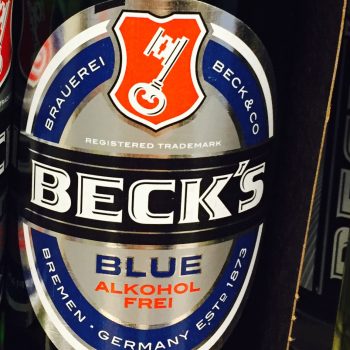 BRAUEREI BECK & CO
REGISTERED TRADEMARK
BECK'S
BLUE
ALKOHOL
FREI
BREMEN · GERMANY ESTD 1873